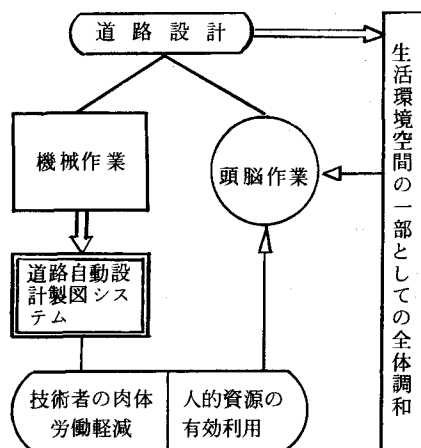 道路設計
機械作業
頭脳作業
道路自動設
計製図シス
テム
技術者の肉体
労働軽減
人的資源の
有効利用
生活環境空間の一部としての全体調和